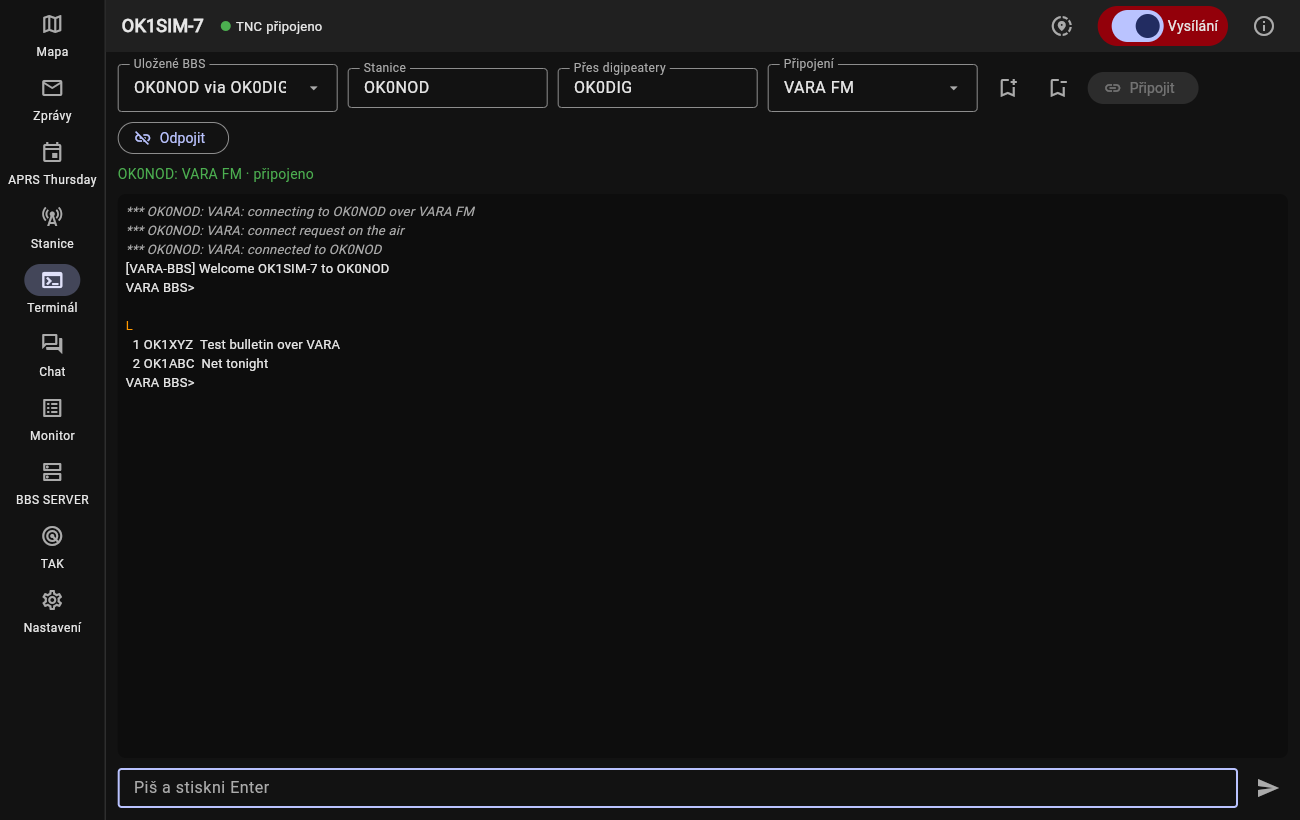 OK1SIM-7
TNC připojeno
Vysílání
Mapa
Zprávy
APRS Thursday
Stanice
Terminál
Chat
Monitor
BBS SERVER
TAK
Nastavení
Uložené BBS
OK0NOD via OK0DIG
Stanice
OK0NOD
Přes digipeatery
OK0DIG
Připojení
VARA FM
Připojit
Odpojit
OK0NOD: VARA FM · připojeno
*** OK0NOD: VARA: connecting to OK0NOD over VARA FM
*** OK0NOD: VARA: connect request on the air
*** OK0NOD: VARA: connected to OK0NOD
[VARA-BBS] Welcome OK1SIM-7 to OK0NOD
VARA BBS>
L
1 OK1XYZ  Test bulletin over VARA
2 OK1ABC  Net tonight
VARA BBS>
Piš a stiskni Enter